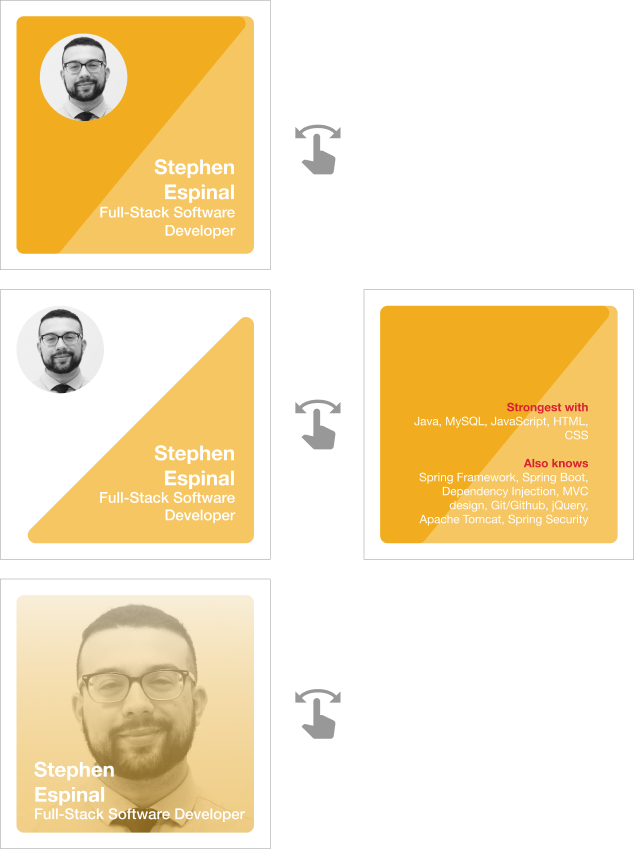 Stephen
Espinal
Full-Stack Software
Developer
Stephen
Espinal
Full-Stack Software
Developer
Strongest with
Java, MySQL, JavaScript, HTML,
CSS
Also knows
Spring Framework, Spring Boot,
Dependency Injection, MVC
design, Git/Github, jQuery,
Apache Tomcat, Spring Security
Stephen
Espinal
Full-Stack Software Developer